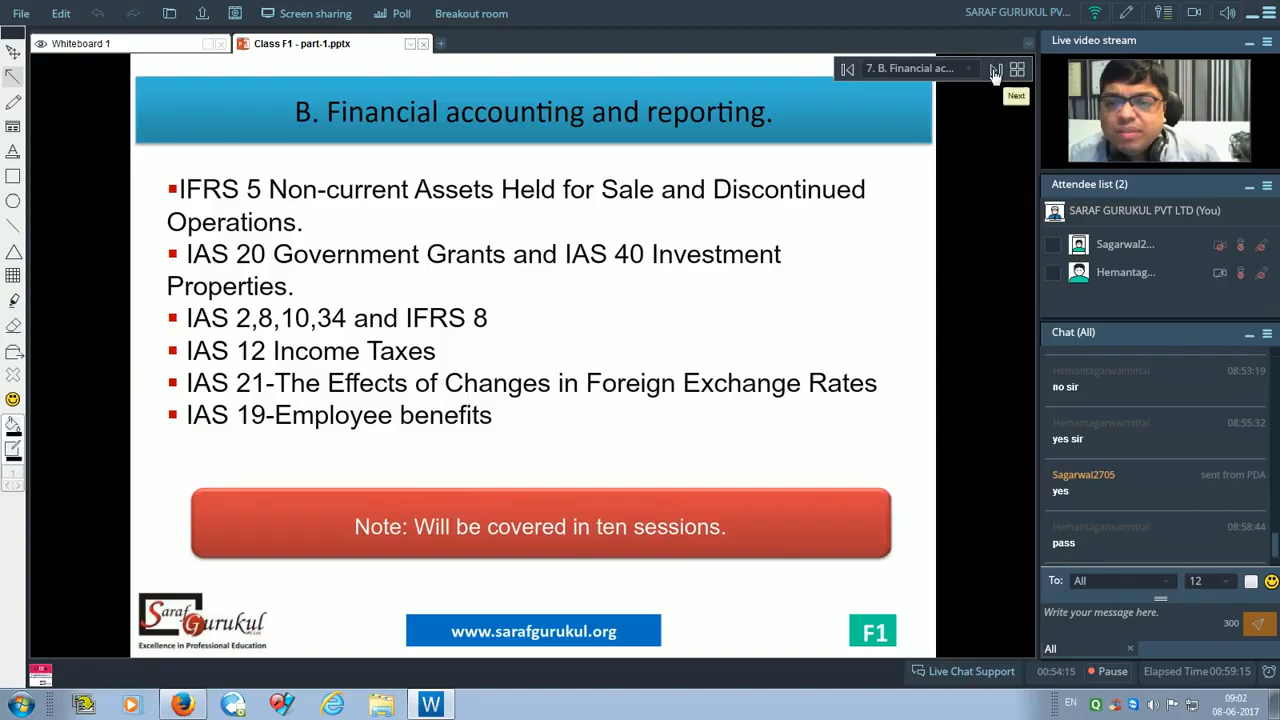 File Edit Screen sharing Poll Breakout room SARAF GURUKUL PV...
Whiteboard 1 Class F1 - part-1.pptx
Live video stream
7. B. Financial ac...
Next
B. Financial accounting and reporting.
▪IFRS 5 Non-current Assets Held for Sale and Discontinued
Operations.
▪ IAS 20 Government Grants and IAS 40 Investment
Properties.
▪ IAS 2,8,10,34 and IFRS 8
▪ IAS 12 Income Taxes
▪ IAS 21-The Effects of Changes in Foreign Exchange Rates
▪ IAS 19-Employee benefits
Note: Will be covered in ten sessions.
Saraf
Gurukul
Excellence in Professional Education
www.sarafgurukul.org
F1
Attendee list (2)
SARAF GURUKUL PVT LTD (You)
Sagarwal2...
Hemantag...
Chat (All)
Hemantagarwalmittal 08:53:19
no sir
Hemantagarwalmittal 08:55:32
yes sir
Sagarwal2705 sent from PDA
yes
Hemantagarwalmittal 08:58:44
pass
To: All 12
Write your message here.
300
All
Live Chat Support 00:54:15 Pause Elapsed Time 00:59:15
EN 09:02
08-06-2017